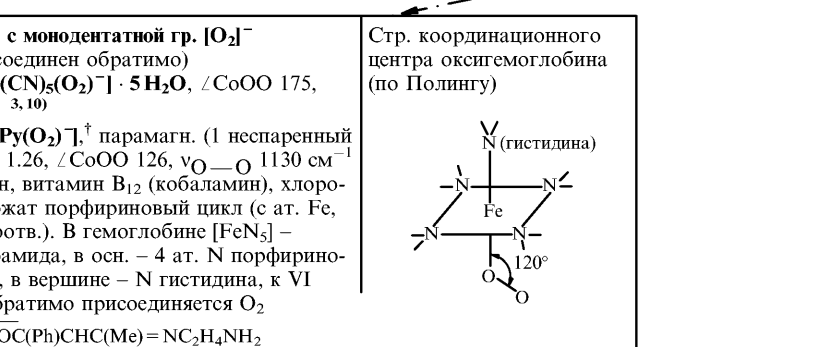 с монодентатной гр. [O₂]⁻
соединен обратимо)
(CN)₅(O₂)⁻] · 5H₂O, ∠CoOO 175,
3, 10)
Py(O₂)⁻],† парамагн. (1 неспаренный
1.26, ∠CoOO 126, νO—O 1130 см⁻¹
н, витамин B₁₂ (кобаламин), хлоро-
жат порфириновый цикл (с ат. Fe,
ротв.). В гемоглобине [FeN₅] –
рамида, в осн. – 4 ат. N порфирино-
, в вершине – N гистидина, к VI
братимо присоединяется O₂
OC(Ph)CHC(Me)=NC₂H₄NH₂
Стр. координационного
центра оксигемоглобина
(по Полингу)
N (гистидина)
N N
Fe
N N
120°
O
O